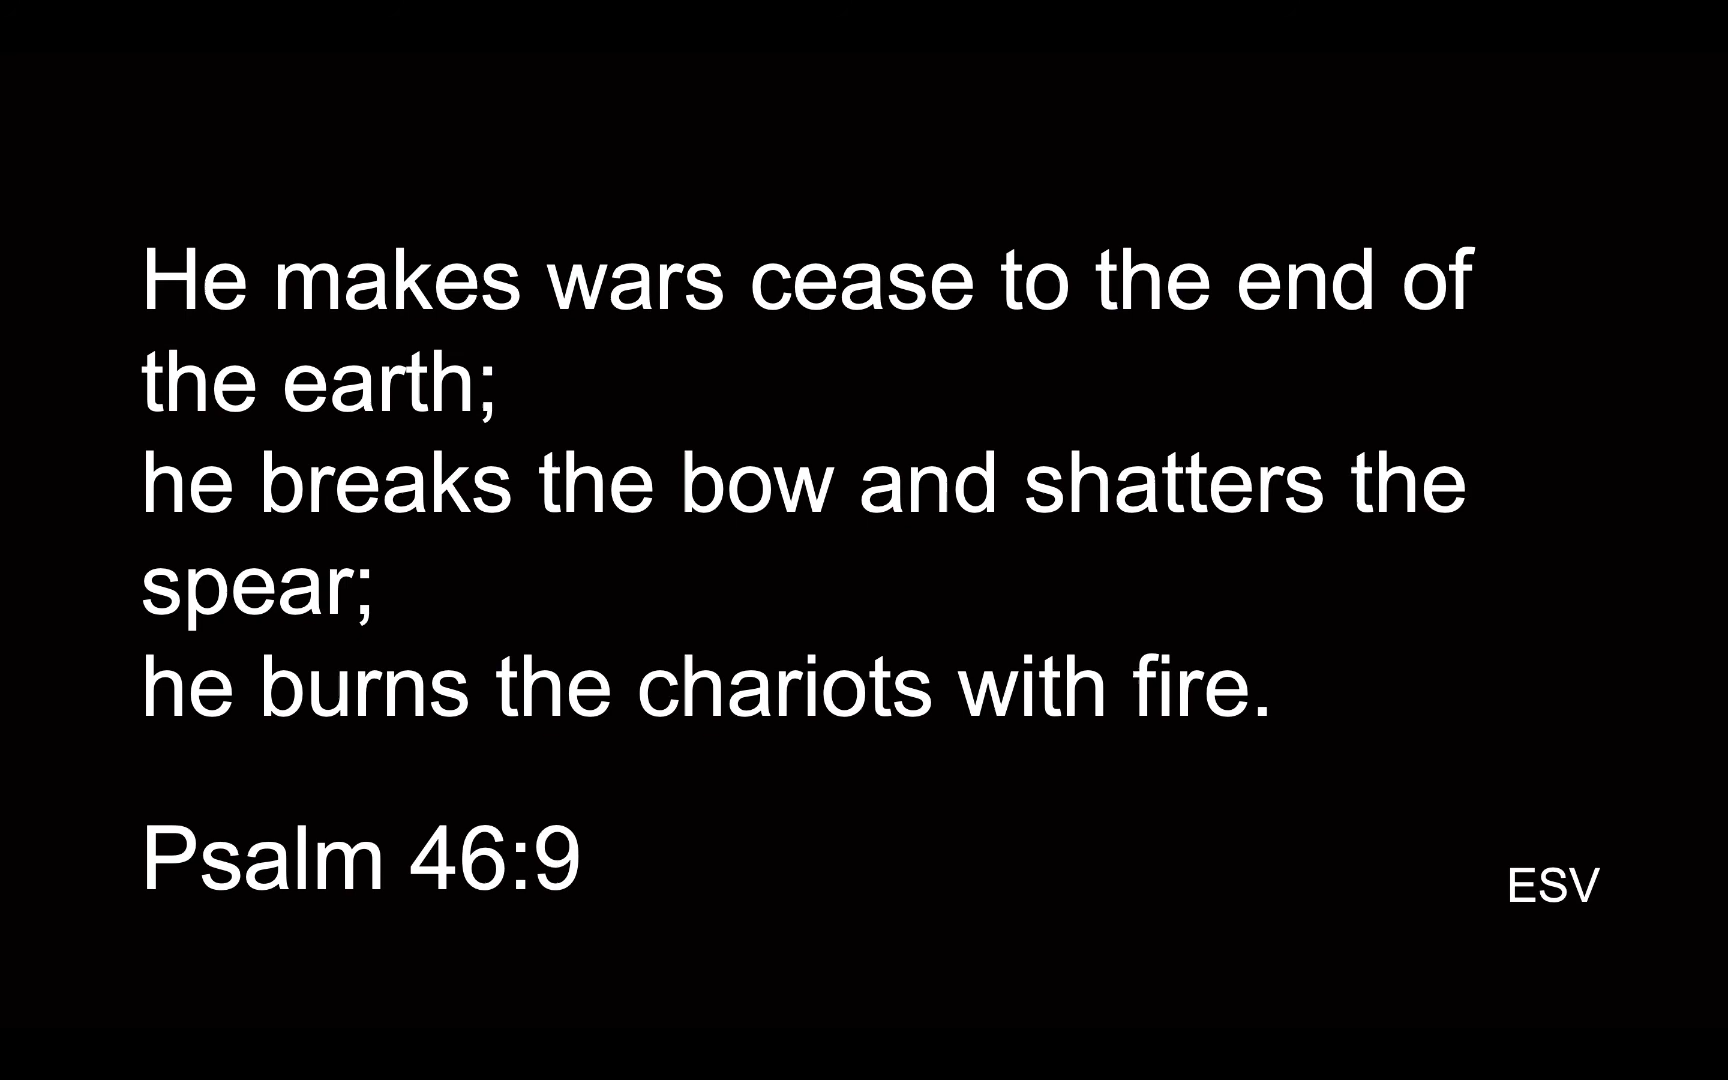 He makes wars cease to the end of
the earth;
he breaks the bow and shatters the
spear;
he burns the chariots with fire.
Psalm 46:9
ESV